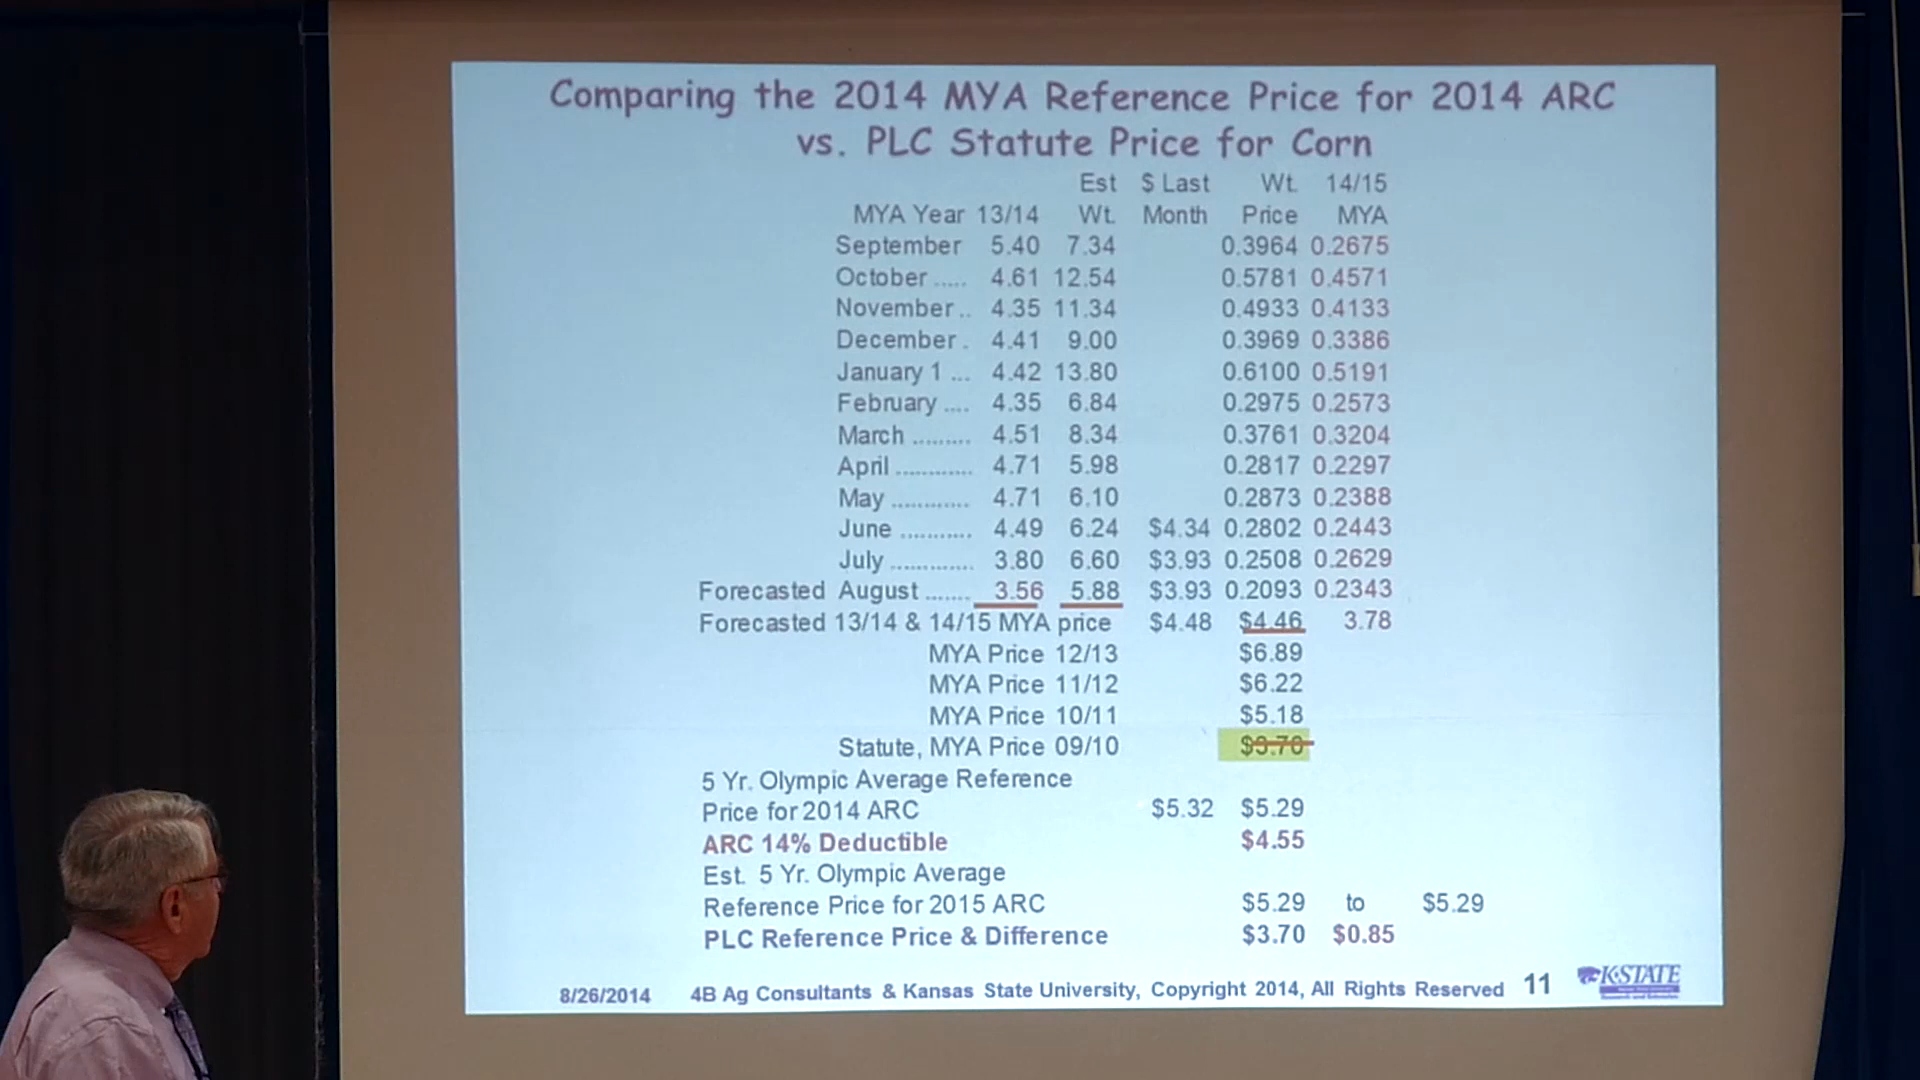 Comparing the 2014 MYA Reference Price for 2014 ARC
vs. PLC Statute Price for Corn
Est $ Last Wt. 14/15
MYA Year 13/14 Wt. Month Price MYA
September 5.40 7.34 0.3964 0.2675
October ..... 4.61 12.54 0.5781 0.4571
November .. 4.35 11.34 0.4933 0.4133
December . 4.41 9.00 0.3969 0.3386
January 1 ... 4.42 13.80 0.6100 0.5191
February .... 4.35 6.84 0.2975 0.2573
March ......... 4.51 8.34 0.3761 0.3204
April ............ 4.71 5.98 0.2817 0.2297
May ............ 4.71 6.10 0.2873 0.2388
June ........... 4.49 6.24 $4.34 0.2802 0.2443
July ............. 3.80 6.60 $3.93 0.2508 0.2629
Forecasted August ....... 3.56 5.88 $3.93 0.2093 0.2343
Forecasted 13/14 & 14/15 MYA price $4.48 $4.46 3.78
MYA Price 12/13 $6.89
MYA Price 11/12 $6.22
MYA Price 10/11 $5.18
Statute, MYA Price 09/10 $3.70
5 Yr. Olympic Average Reference
Price for 2014 ARC $5.32 $5.29
ARC 14% Deductible $4.55
Est. 5 Yr. Olympic Average
Reference Price for 2015 ARC $5.29 to $5.29
PLC Reference Price & Difference $3.70 $0.85
8/26/2014 4B Ag Consultants & Kansas State University, Copyright 2014, All Rights Reserved 11 K-STATE